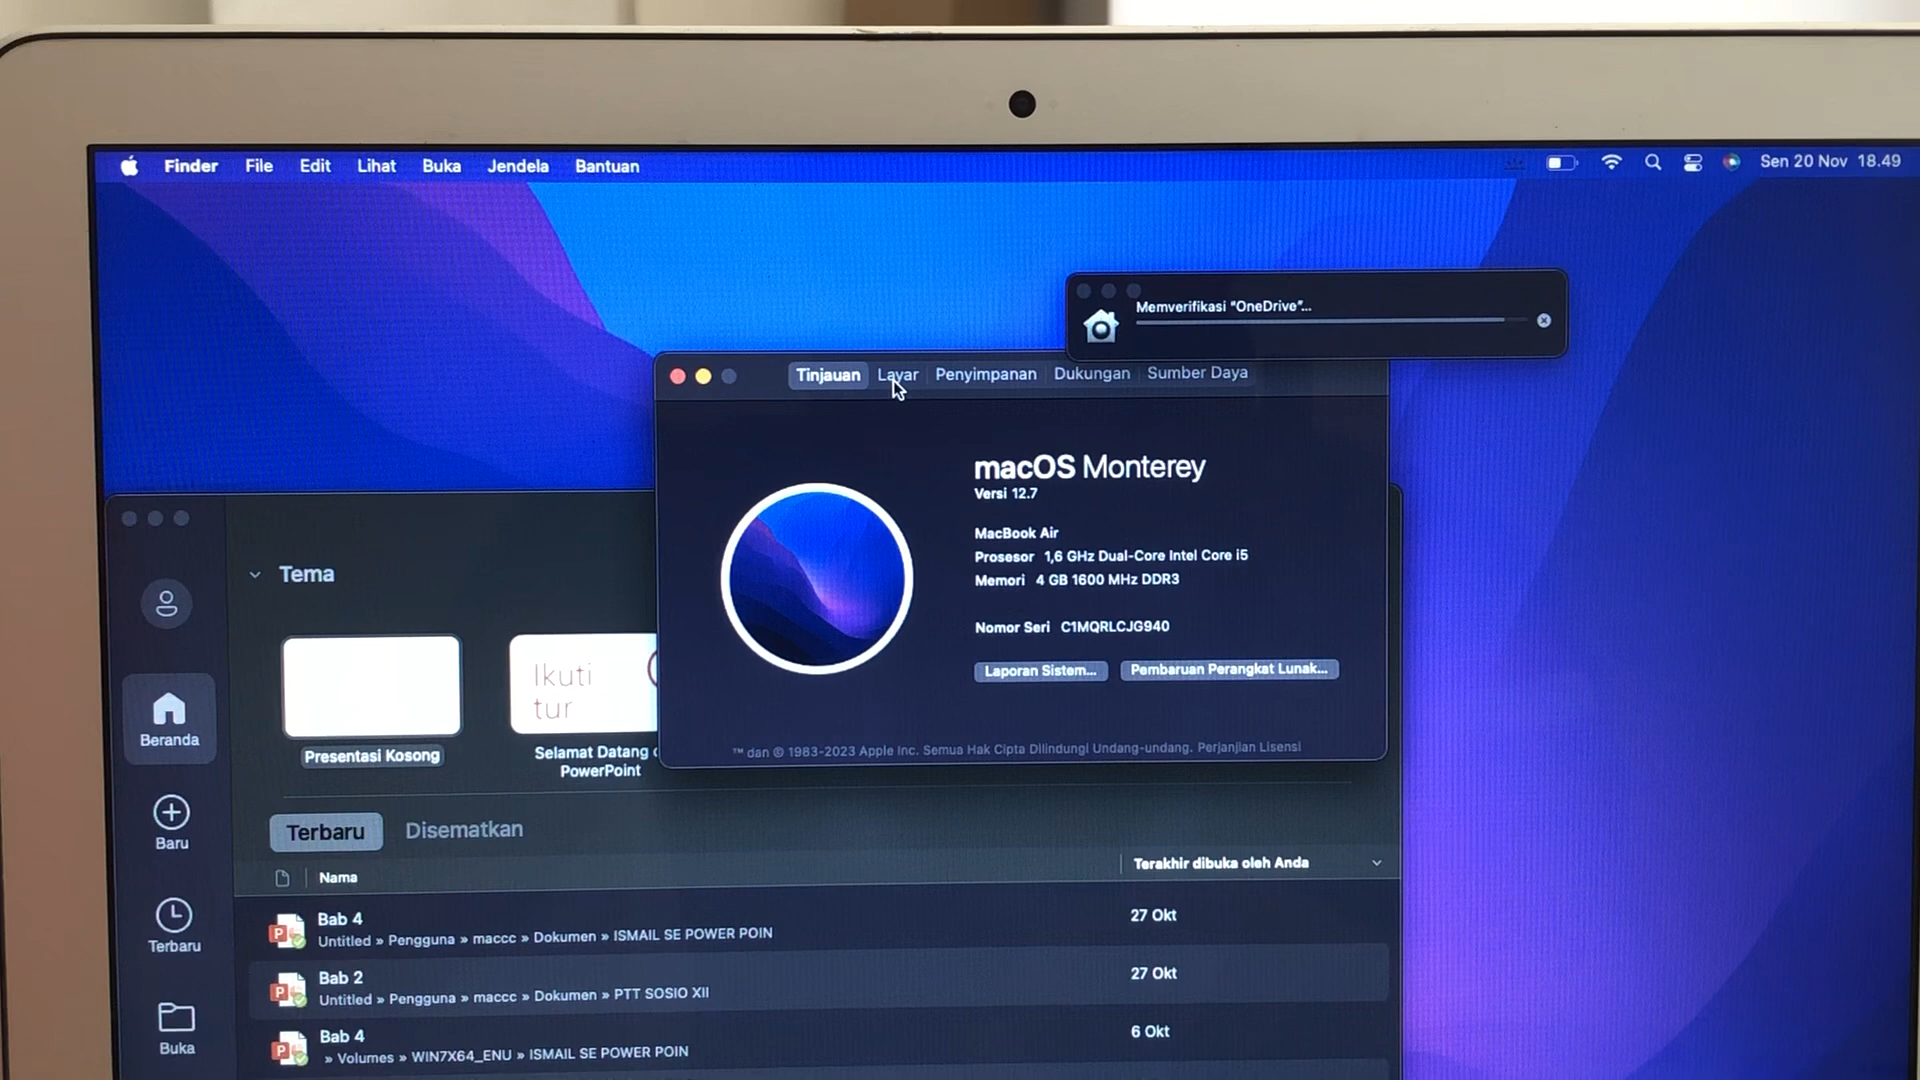 Finder File Edit Lihat Buka Jendela Bantuan Sen 20 Nov 18.49
Memverifikasi “OneDrive”...
Tinjauan Layar Penyimpanan Dukungan Sumber Daya
macOS Monterey
Versi 12.7
MacBook Air
Prosesor 1,6 GHz Dual-Core Intel Core i5
Memori 4 GB 1600 MHz DDR3
Nomor Seri C1MQRLCJG940
Laporan Sistem... Pembaruan Perangkat Lunak...
™ dan © 1983-2023 Apple Inc. Semua Hak Cipta Dilindungi Undang-undang. Perjanjian Lisensi
Tema
Ikuti
tur
Presentasi Kosong
Selamat Datang
PowerPoint
Beranda
Baru
Terbaru
Buka
Terbaru Disematkan
Nama Terakhir dibuka oleh Anda
Bab 4 27 Okt
Untitled » Pengguna » maccc » Dokumen » ISMAIL SE POWER POIN
Bab 2 27 Okt
Untitled » Pengguna » maccc » Dokumen » PTT SOSIO XII
Bab 4 6 Okt
» Volumes » WIN7X64_ENU » ISMAIL SE POWER POIN